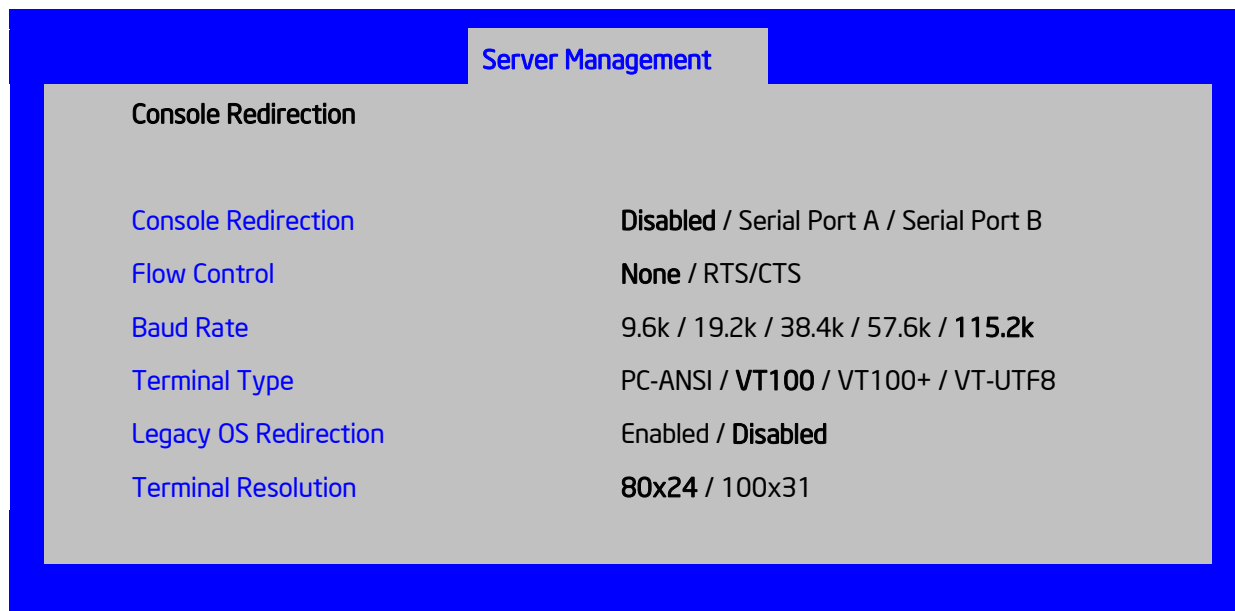 Server Management
Console Redirection
Console Redirection Disabled / Serial Port A / Serial Port B
Flow Control None / RTS/CTS
Baud Rate 9.6k / 19.2k / 38.4k / 57.6k / 115.2k
Terminal Type PC-ANSI / VT100 / VT100+ / VT-UTF8
Legacy OS Redirection Enabled / Disabled
Terminal Resolution 80x24 / 100x31